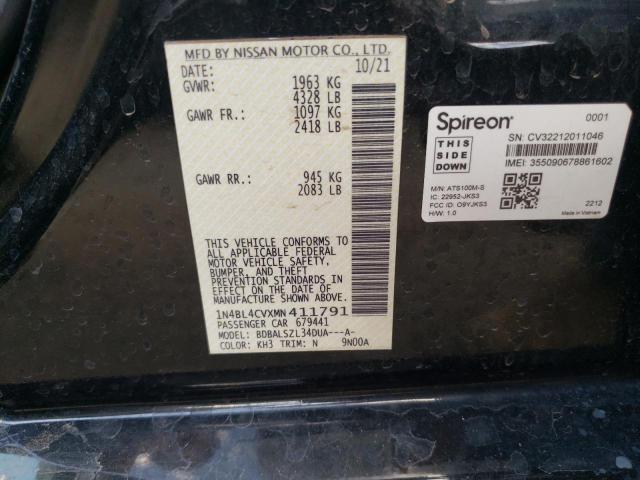 MFD BY NISSAN MOTOR CO., LTD.
DATE: 10/21
GVWR: 1963 KG
4328 LB
GAWR FR.: 1097 KG
2418 LB
GAWR RR.: 945 KG
2083 LB
THIS VEHICLE CONFORMS TO
ALL APPLICABLE FEDERAL
MOTOR VEHICLE SAFETY,
BUMPER, AND THEFT
PREVENTION STANDARDS IN
EFFECT ON THE DATE OF
MANUFACTURE SHOWN ABOVE.
1N4BL4CVXMN411791
PASSENGER CAR 679441
MODEL: BDBALSZL34DUA---A-
COLOR: KH3 TRIM: N 9N00A
Spireon® 0001
SN: CV32212011046
THIS
SIDE
DOWN
IMEI: 355090678861602
M/N: ATS100M-S
IC: 22952-JKS3
FCC ID: O9YJKS3
H/W: 1.0
2212
Made in Vietnam